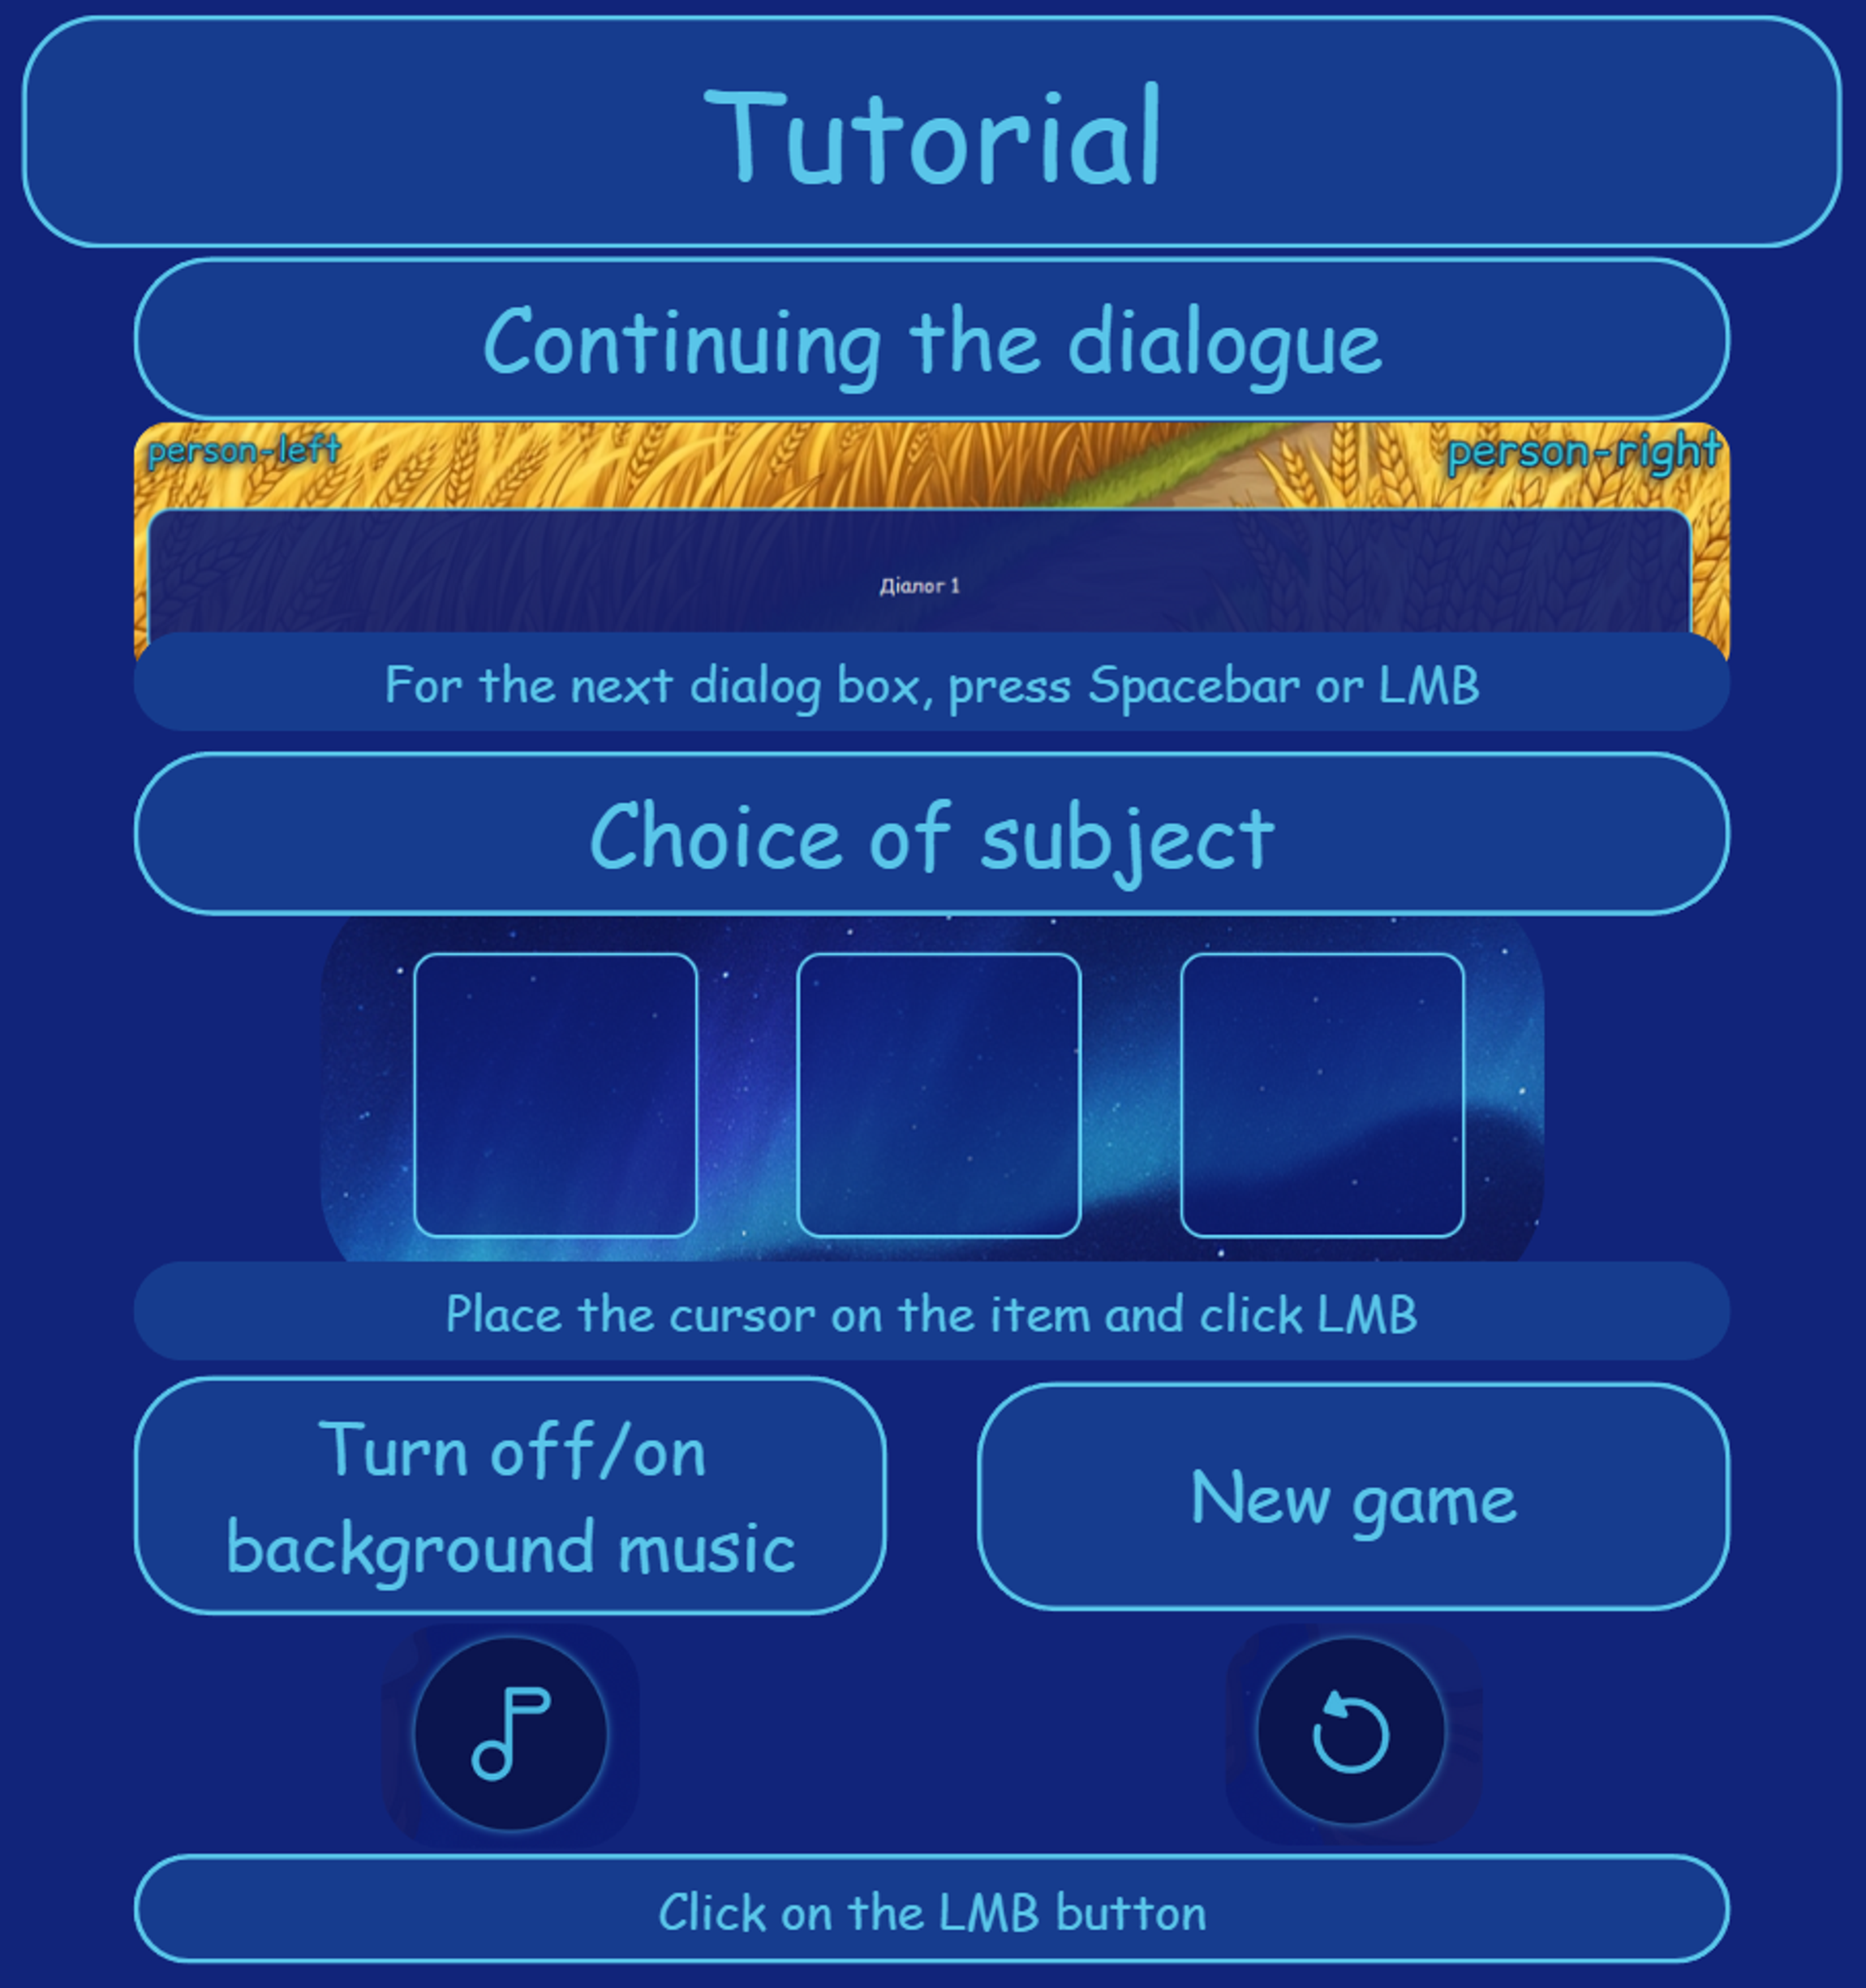 Tutorial
Continuing the dialogue
person-left
person-right
Діалог 1
For the next dialog box, press Spacebar or LMB
Choice of subject
Place the cursor on the item and click LMB
Turn off/on
background music
New game
Click on the LMB button